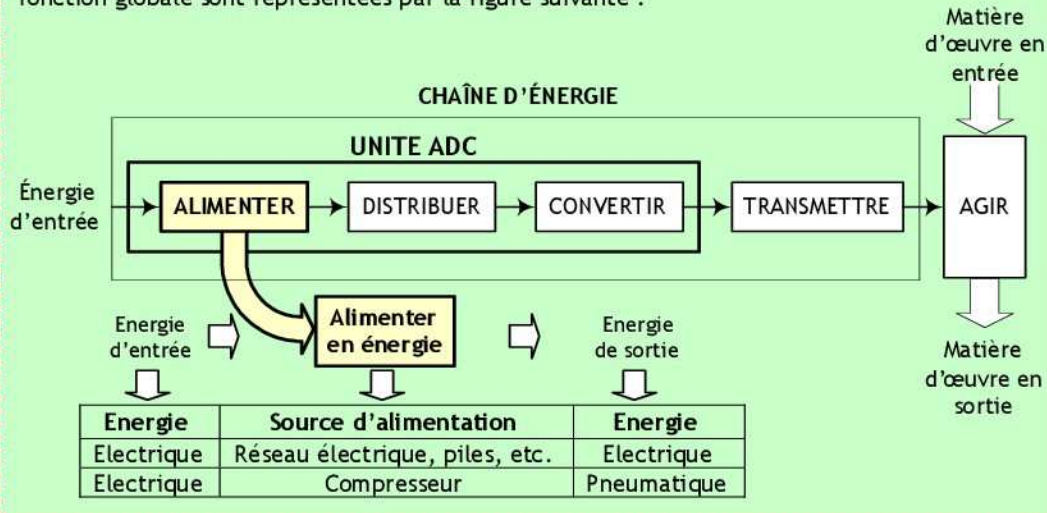 fonction globale sont représentées par la figure suivante :
Matière
d'œuvre en
entrée
CHAÎNE D'ÉNERGIE
UNITE ADC
Énergie
d'entrée
ALIMENTER
DISTRIBUER
CONVERTIR
TRANSMETTRE
AGIR
Energie
d'entrée
Alimenter
en énergie
Energie
de sortie
Matière
d'œuvre en
sortie
Energie Source d'alimentation Energie
Electrique Réseau électrique, piles, etc. Electrique
Electrique Compresseur Pneumatique